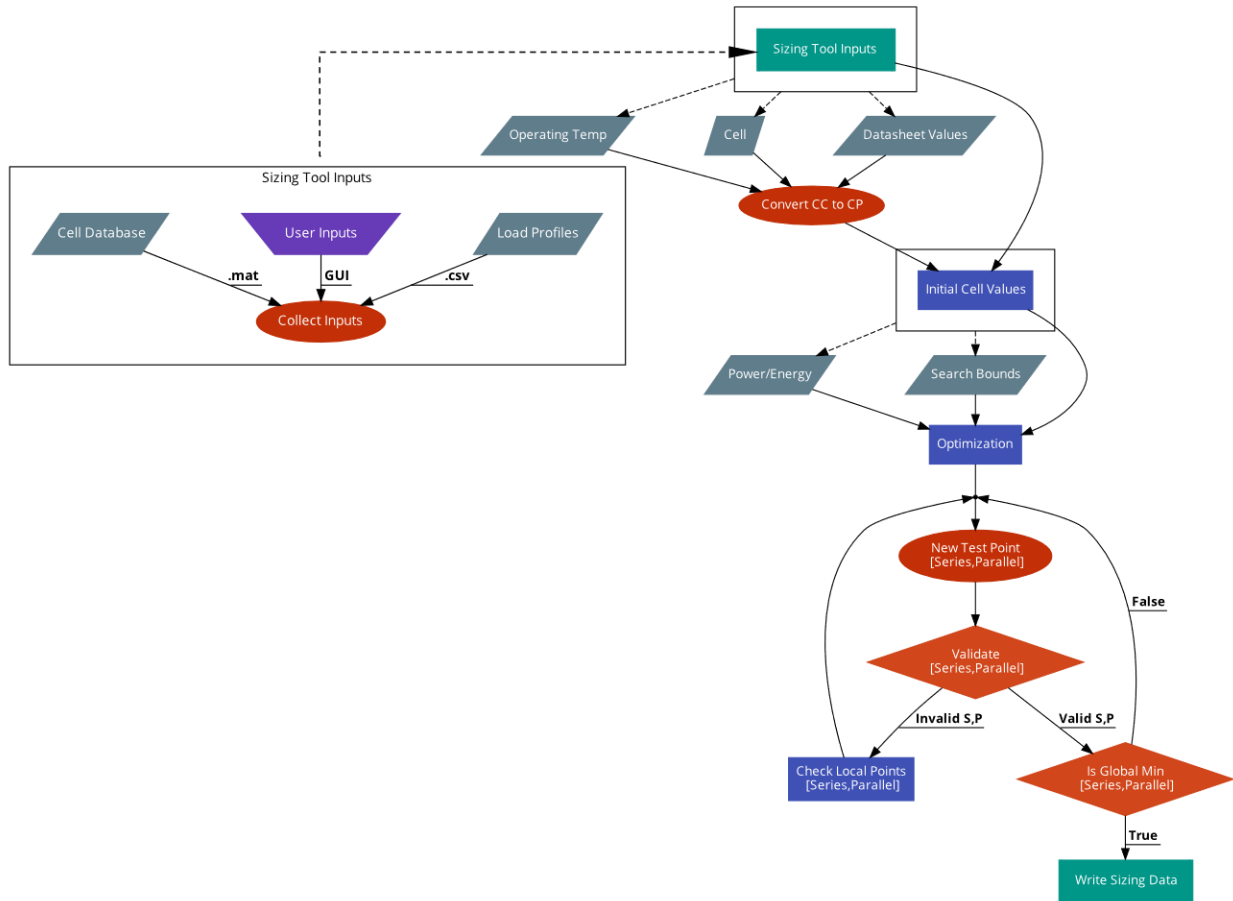 Sizing Tool Inputs
Operating Temp
Cell
Datasheet Values
Sizing Tool Inputs
Convert CC to CP
Cell Database
User Inputs
Load Profiles
.mat
GUI
.csv
Initial Cell Values
Collect Inputs
Power/Energy
Search Bounds
Optimization
New Test Point
[Series,Parallel]
False
Validate
[Series,Parallel]
Invalid S,P
Valid S,P
Check Local Points
[Series,Parallel]
Is Global Min
[Series,Parallel]
True
Write Sizing Data